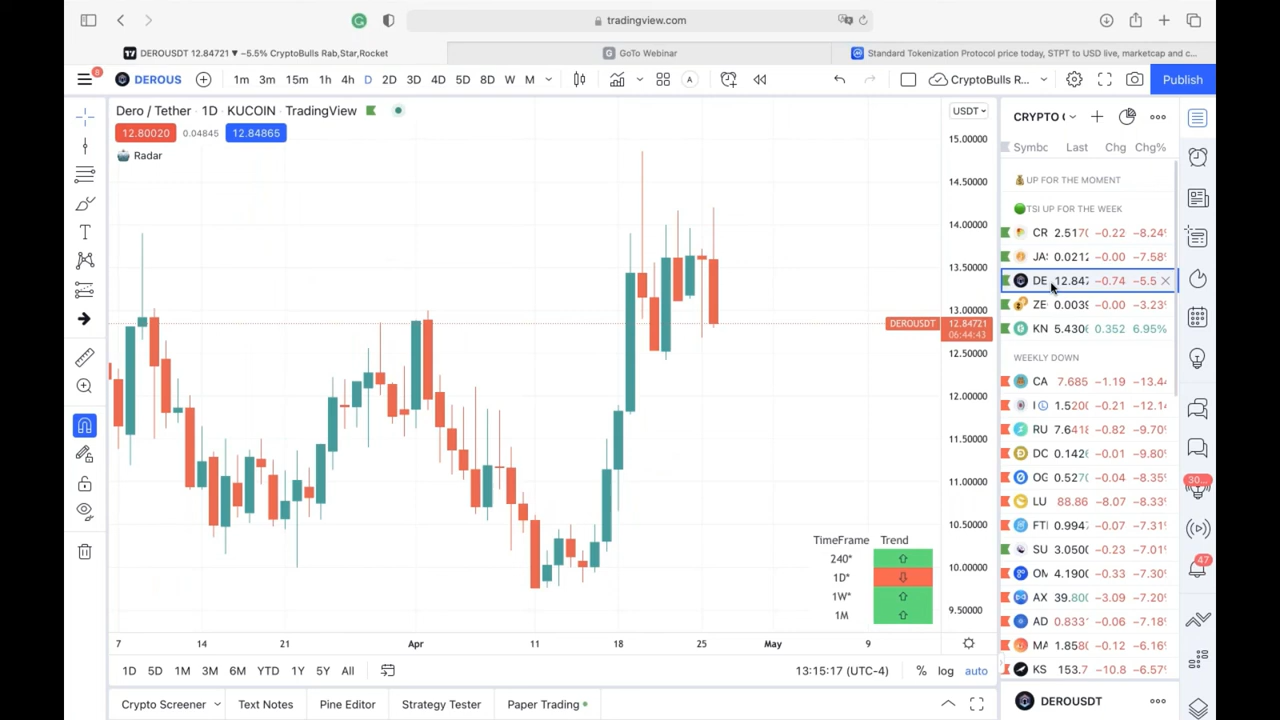 tradingview.com
DEROUSDT 12.84721 ▼ −5.5% CryptoBulls Rab,Star,Rocket
GoTo Webinar
Standard Tokenization Protocol price today, STPT to USD live, marketcap and c...
8
DEROUS
1m 3m 15m 1h 4h D 2D 3D 4D 5D 8D W M
A
CryptoBulls R...
Publish
Dero / Tether · 1D · KUCOIN · TradingView
12.80020 0.04845 12.84865
Radar
USDT
15.00000
14.50000
14.00000
13.50000
13.00000
DEROUSDT 12.84721
06:44:43
12.50000
12.00000
11.50000
11.00000
10.50000
10.00000
9.50000
TimeFrame Trend
240*
1D*
1W*
1M
7 14 21 Apr 11 18 25 May 9
1D 5D 1M 3M 6M YTD 1Y 5Y All
13:15:17 (UTC-4) % log auto
Crypto Screener Text Notes Pine Editor Strategy Tester Paper Trading
CRYPTO
Symbc Last Chg Chg%
UP FOR THE MOMENT
TSI UP FOR THE WEEK
CR 2.517 −0.22 −8.24
JA 0.0212 −0.00 −7.58
DE 12.847 −0.74 −5.5
ZE 0.0039 −0.00 −3.23
KN 5.430 0.352 6.95%
WEEKLY DOWN
CA 7.685 −1.19 −13.4
I 1.520 −0.21 −12.1
RU 7.641 −0.82 −9.70
DC 0.142 −0.01 −9.80
OG 0.527 −0.04 −8.35
LU 88.86 −8.07 −8.33
FT 0.994 −0.07 −7.31
SU 3.050 −0.23 −7.01
OM 4.190 −0.33 −7.30
AX 39.80 −3.09 −7.20
AD 0.833 −0.06 −7.18
MA 1.858 −0.12 −6.16
KS 153.7 −10.8 −6.57
DEROUSDT
30...
47